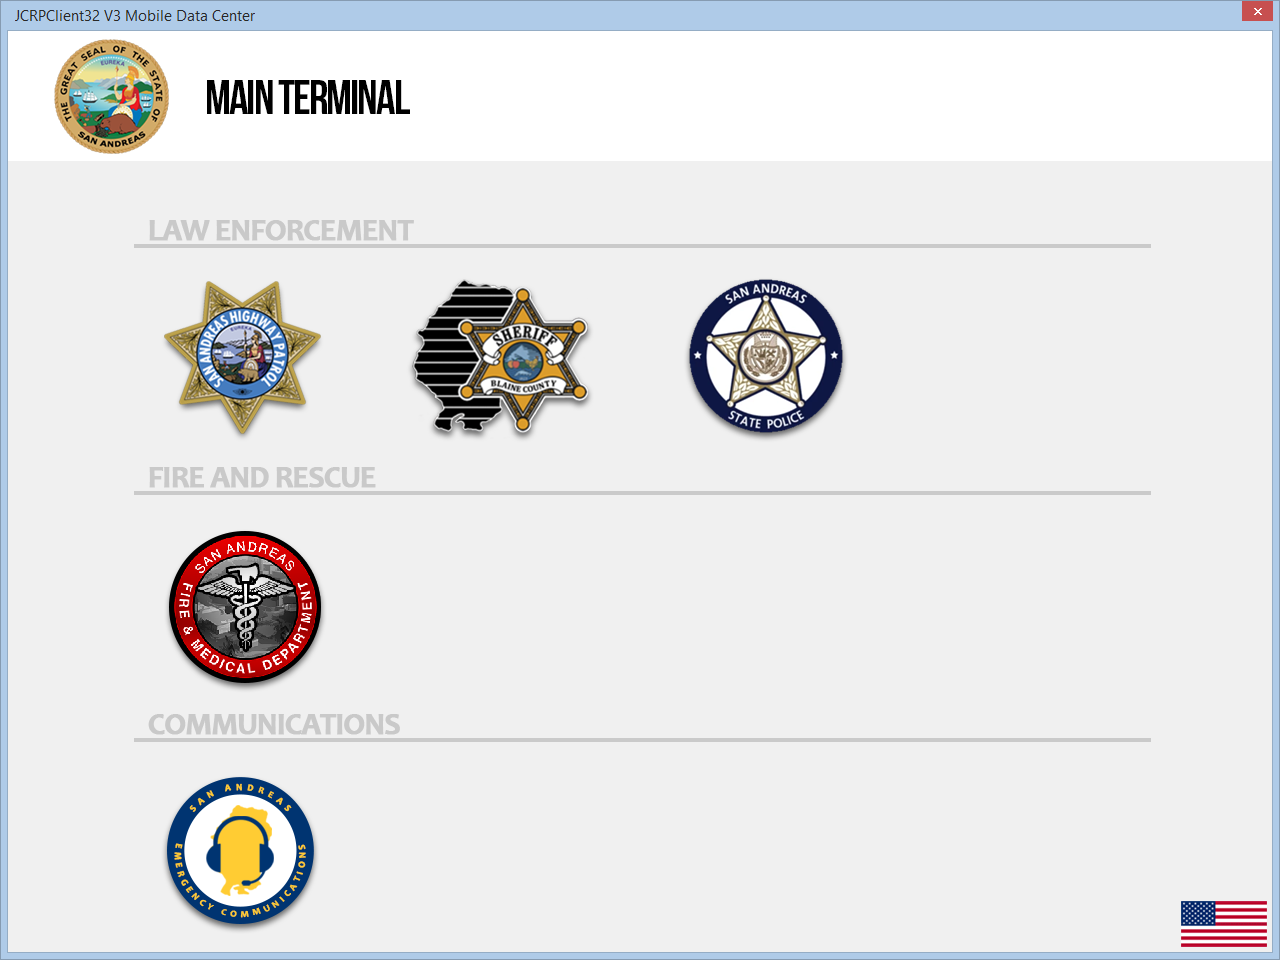 JCRPClient32 V3 Mobile Data Center
THE GREAT SEAL OF THE STATE OF
SAN ANDREAS
EUREKA
MAIN TERMINAL
LAW ENFORCEMENT
SAN ANDREAS HIGHWAY PATROL
EUREKA
SHERIFF
BLAINE COUNTY
SAN ANDREAS
STATE POLICE
FIRE AND RESCUE
SAN ANDREAS
FIRE & MEDICAL DEPARTMENT
COMMUNICATIONS
SAN ANDREAS
EMERGENCY COMMUNICATIONS